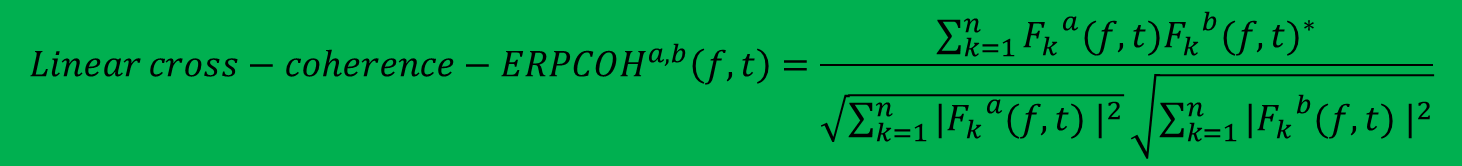 Linear cross − coherence − ERPCOH^{a,b}(f, t) = \frac{\sum_{k=1}^{n} {F_k}^a(f, t) {F_k}^b(f, t)^*}{\sqrt{\sum_{k=1}^{n} |{F_k}^a(f, t)|^2} \sqrt{\sum_{k=1}^{n} |{F_k}^b(f, t)|^2}}